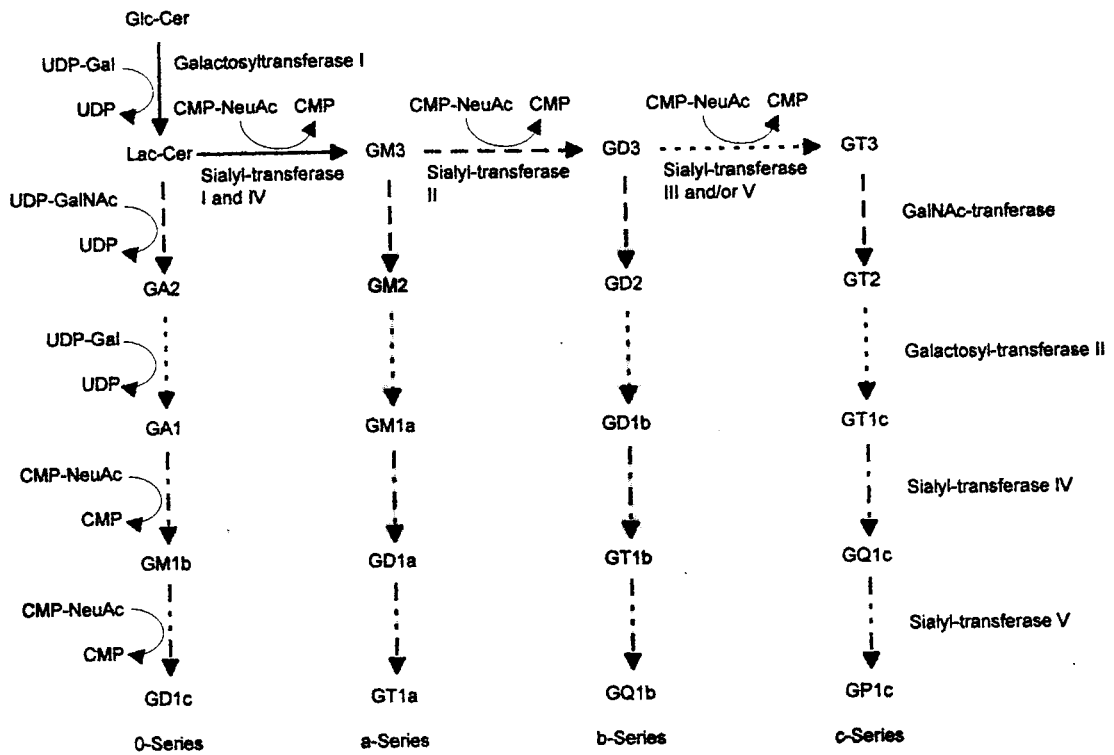 Glc-Cer
UDP-Gal
Galactosyltransferase I
UDP
CMP-NeuAc
CMP
CMP-NeuAc
CMP
CMP-NeuAc
CMP
Lac-Cer
GM3
GD3
GT3
Sialyl-transferase
I and IV
Sialyl-transferase
II
Sialyl-transferase
III and/or V
UDP-GalNAc
UDP
GalNAc-tranferase
GA2
GM2
GD2
GT2
UDP-Gal
UDP
Galactosyl-transferase II
GA1
GM1a
GD1b
GT1c
CMP-NeuAc
CMP
Sialyl-transferase IV
GM1b
GD1a
GT1b
GQ1c
CMP-NeuAc
CMP
Sialyl-transferase V
GD1c
GT1a
GQ1b
GP1c
0-Series
a-Series
b-Series
c-Series